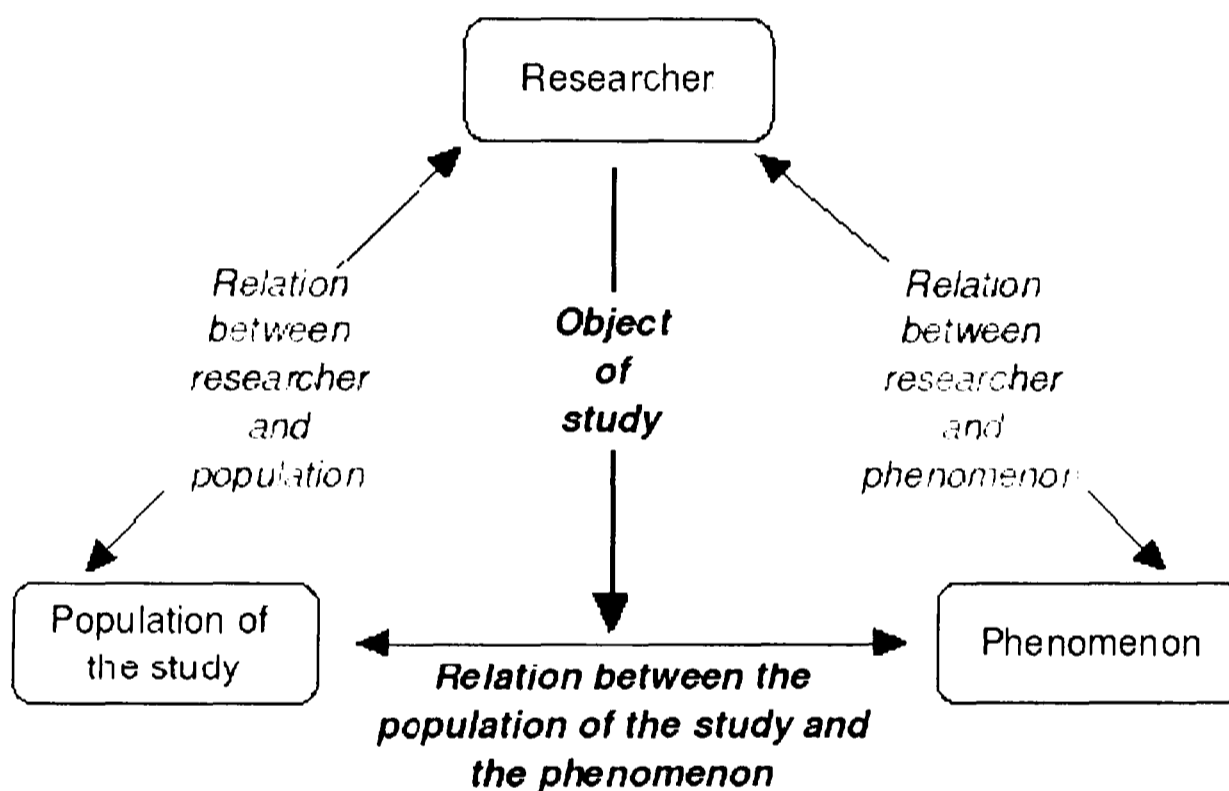 Researcher
Relation
between
researcher
and
population
Object
of
study
Relation
between
researcher
and
phenomenon
Population of
the study
Phenomenon
Relation between the
population of the study and
the phenomenon